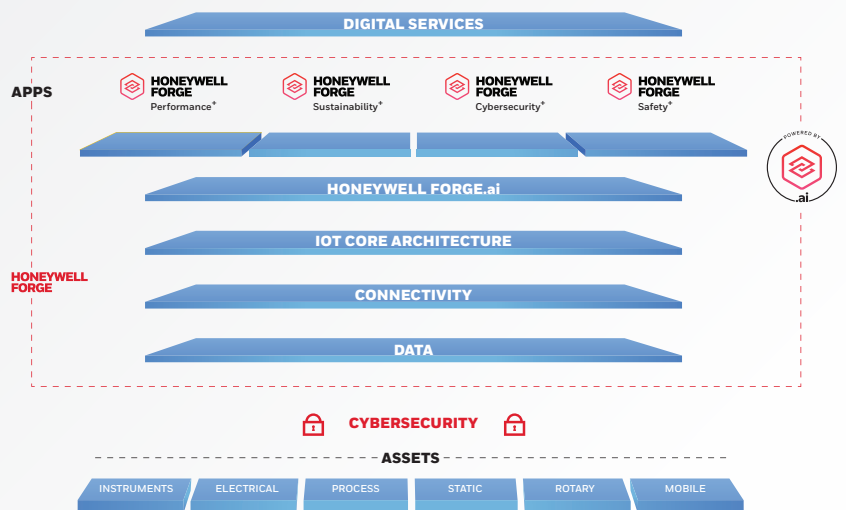 DIGITAL SERVICES
APPS
HONEYWELL
FORGE
Performance+
HONEYWELL
FORGE
Sustainability+
HONEYWELL
FORGE
Cybersecurity+
HONEYWELL
FORGE
Safety+
POWERED BY
.ai
HONEYWELL FORGE.ai
IOT CORE ARCHITECTURE
HONEYWELL
FORGE
CONNECTIVITY
DATA
CYBERSECURITY
ASSETS
INSTRUMENTS
ELECTRICAL
PROCESS
STATIC
ROTARY
MOBILE